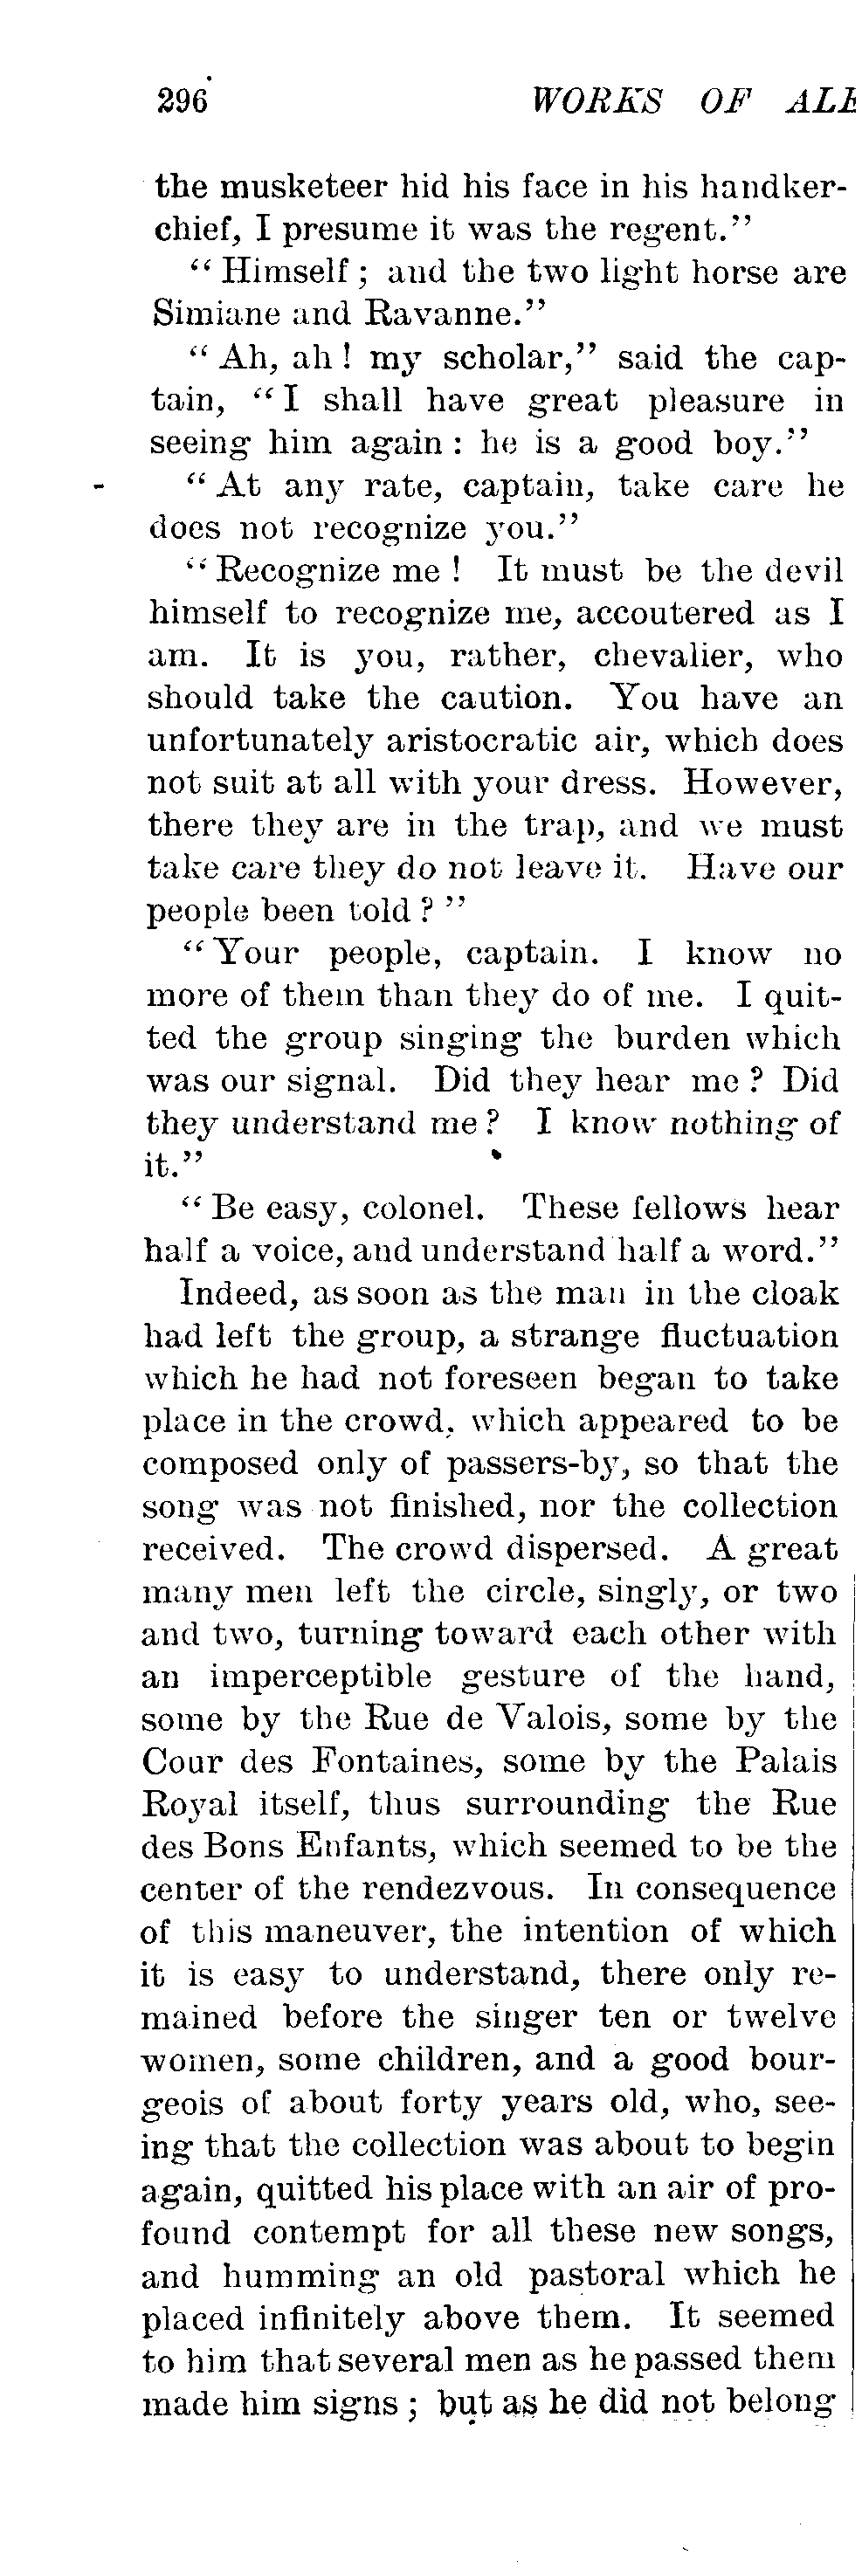 296 WORKS OF ALE
the musketeer hid his face in his handker-
chief, I presume it was the regent."
"Himself; and the two light horse are
Simiane and Ravanne."
"Ah, ah! my scholar," said the cap-
tain, "I shall have great pleasure in
seeing him again: he is a good boy."
"At any rate, captain, take care he
does not recognize you."
"Recognize me! It must be the devil
himself to recognize me, accoutered as I
am. It is you, rather, chevalier, who
should take the caution. You have an
unfortunately aristocratic air, which does
not suit at all with your dress. However,
there they are in the trap, and we must
take care they do not leave it. Have our
people been told?"
"Your people, captain. I know no
more of them than they do of me. I quit-
ted the group singing the burden which
was our signal. Did they hear me? Did
they understand me? I know nothing of
it."
"Be easy, colonel. These fellows hear
half a voice, and understand half a word."
Indeed, as soon as the man in the cloak
had left the group, a strange fluctuation
which he had not foreseen began to take
place in the crowd, which appeared to be
composed only of passers-by, so that the
song was not finished, nor the collection
received. The crowd dispersed. A great
many men left the circle, singly, or two
and two, turning toward each other with
an imperceptible gesture of the hand,
some by the Rue de Valois, some by the
Cour des Fontaines, some by the Palais
Royal itself, thus surrounding the Rue
des Bons Enfants, which seemed to be the
center of the rendezvous. In consequence
of this maneuver, the intention of which
it is easy to understand, there only re-
mained before the singer ten or twelve
women, some children, and a good bour-
geois of about forty years old, who, see-
ing that the collection was about to begin
again, quitted his place with an air of pro-
found contempt for all these new songs,
and humming an old pastoral which he
placed infinitely above them. It seemed
to him that several men as he passed them
made him signs; but as he did not belong